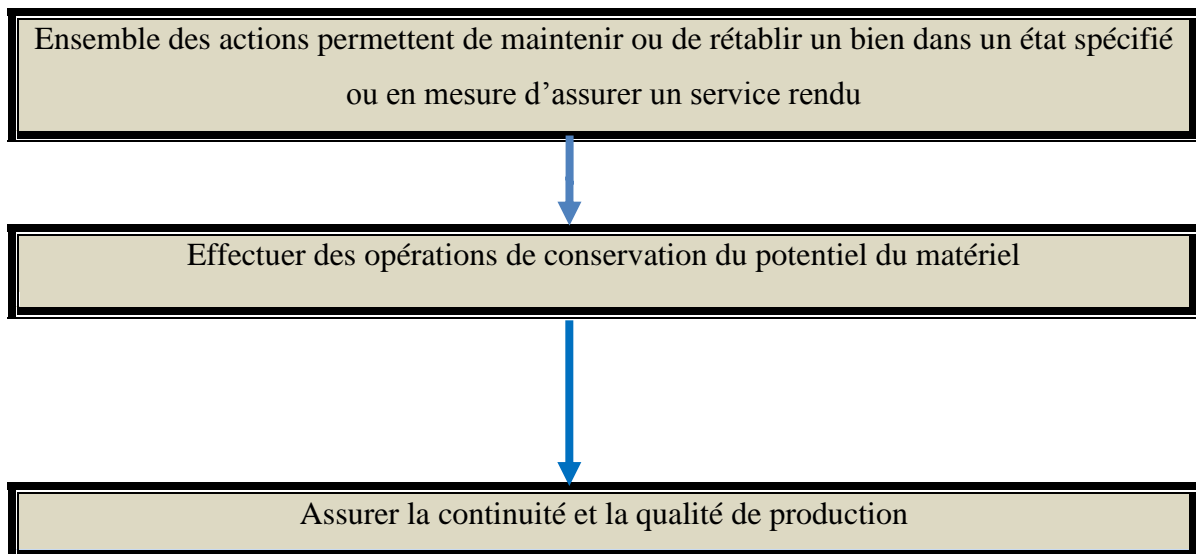 Ensemble des actions permettent de maintenir ou de rétablir un bien dans un état spécifié
ou en mesure d’assurer un service rendu
Effectuer des opérations de conservation du potentiel du matériel
Assurer la continuité et la qualité de production